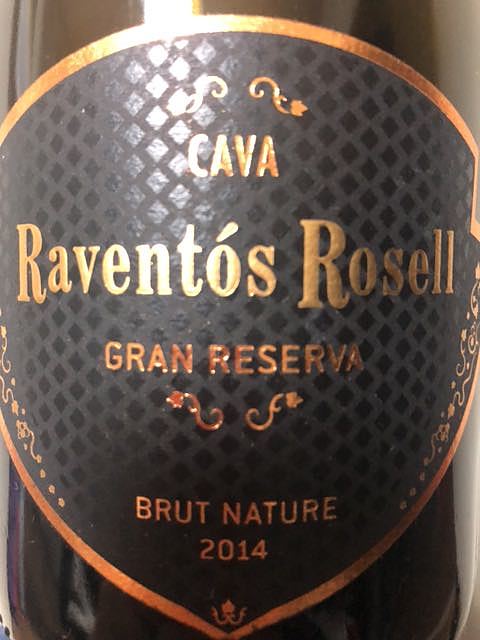 CAVA
Raventós Rosell
GRAN RESERVA
BRUT NATURE
2014